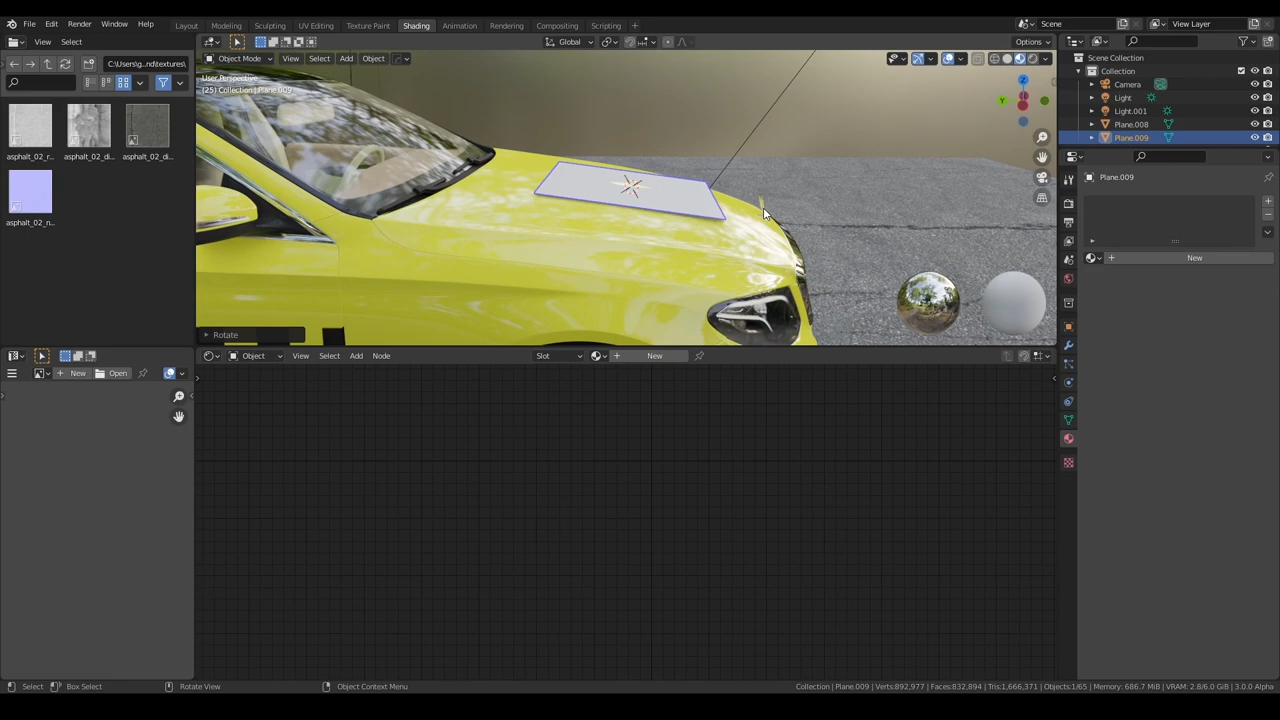 File Edit Render Window Help
Layout Modeling Sculpting UV Editing Texture Paint Shading Animation Rendering Compositing Scripting
Scene
View Layer
View Select
Global
Options
C:\Users\g...nd\textures\
Object Mode View Select Add Object
User Perspective
(25) Collection | Plane.009
asphalt_02_r...
asphalt_02_di...
asphalt_02_di...
asphalt_02_n...
Rotate
Scene Collection
Collection
Camera
Light
Light.001
Plane.008
Plane.009
Plane.009
New
Object View Select Add Node
Slot
New
New Open
Select
Box Select
Rotate View
Object Context Menu
Collection | Plane.009 | Verts:892,977 | Faces:832,894 | Tris:1,666,371 | Objects:1/65 | Memory: 686.7 MiB | VRAM: 2.8/6.0 GiB | 3.0.0 Alpha